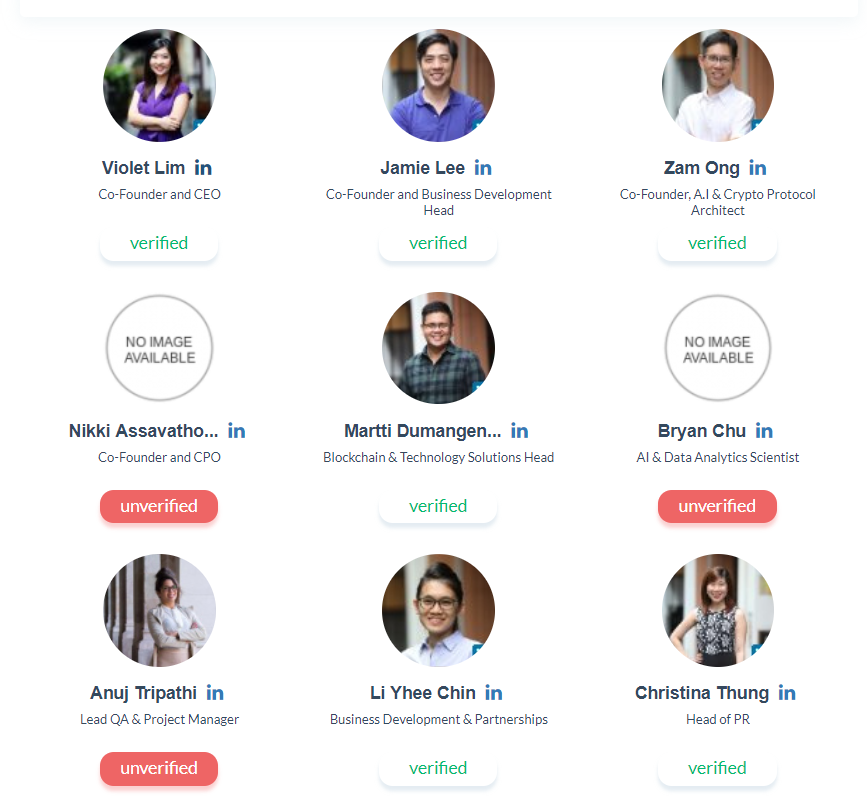 Violet Lim in
Jamie Lee in
Zam Ong in
Co-Founder and CEO
Co-Founder and Business Development
Head
Co-Founder, A.I & Crypto Protocol
Architect
verified
verified
verified
NO IMAGE
AVAILABLE
NO IMAGE
AVAILABLE
Nikki Assavatho... in
Martti Dumangen... in
Bryan Chu in
Co-Founder and CPO
Blockchain & Technology Solutions Head
AI & Data Analytics Scientist
unverified
verified
unverified
Anuj Tripathi in
Li Yhee Chin in
Christina Thung in
Lead QA & Project Manager
Business Development & Partnerships
Head of PR
unverified
verified
verified